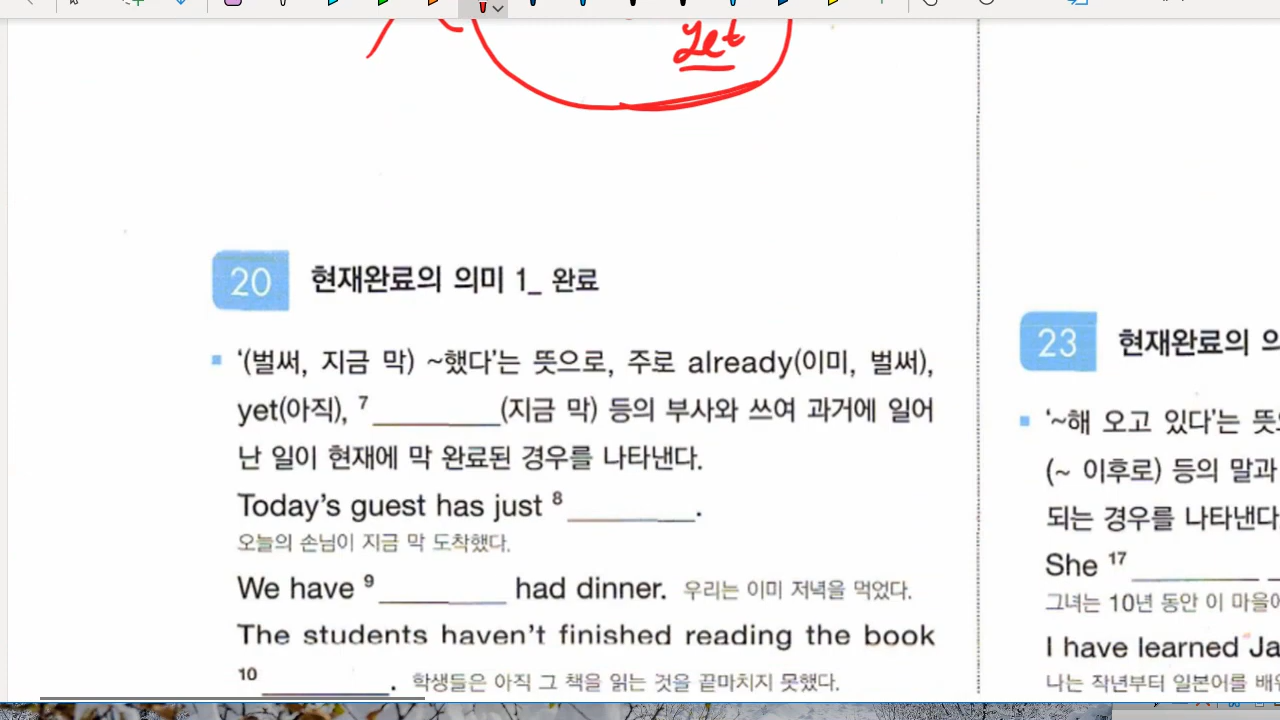 yet
20 현재완료의 의미 1_ 완료
'(벌써, 지금 막) ~했다'는 뜻으로, 주로 already(이미, 벌써),
yet(아직), 7 ________(지금 막) 등의 부사와 쓰여 과거에 일어
난 일이 현재에 막 완료된 경우를 나타낸다.
Today's guest has just 8 ________.
오늘의 손님이 지금 막 도착했다.
We have 9 ________ had dinner. 우리는 이미 저녁을 먹었다.
The students haven't finished reading the book
10 ________. 학생들은 아직 그 책을 읽는 것을 끝마치지 못했다.
23 현재완료의
'~해 오고 있다'는
(~ 이후로) 등의 말과
되는 경우를 나타낸다
She 17 ________
그녀는 10년 동안 이
I have learned
나는 작년부터 일본어를